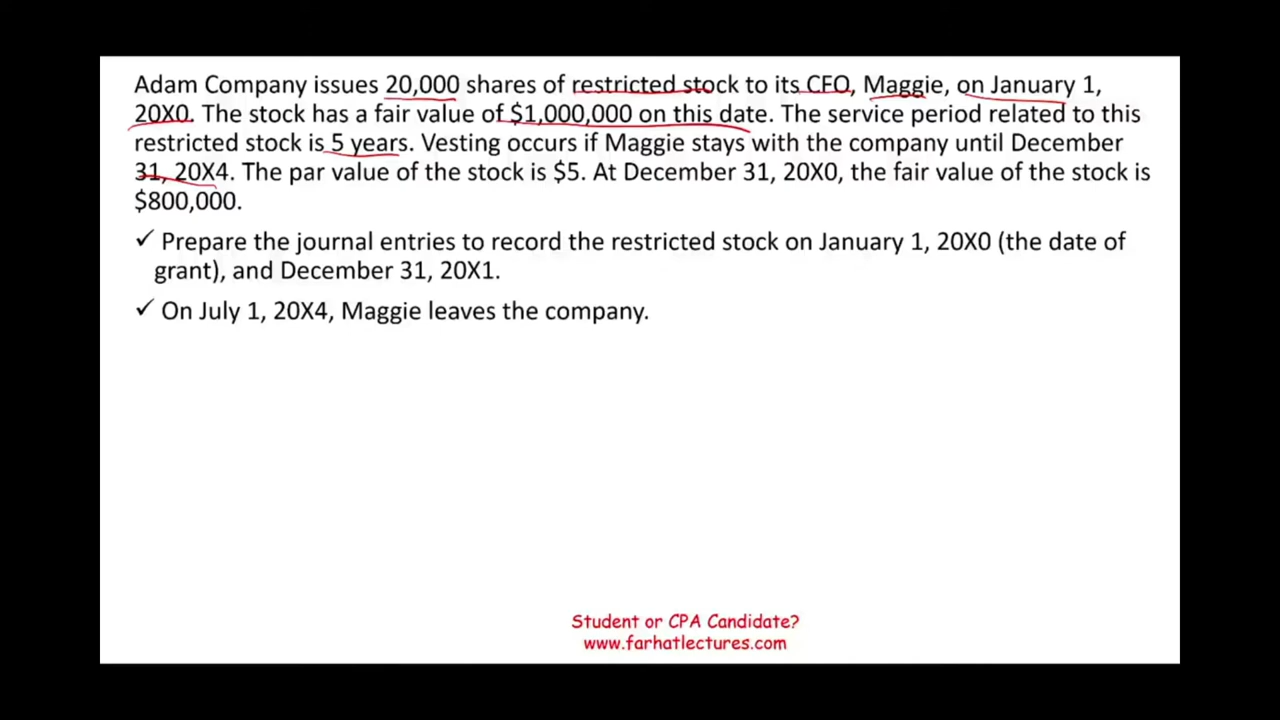 Adam Company issues 20,000 shares of restricted stock to its CFO, Maggie, on January 1,
20X0. The stock has a fair value of $1,000,000 on this date. The service period related to this
restricted stock is 5 years. Vesting occurs if Maggie stays with the company until December
31, 20X4. The par value of the stock is $5. At December 31, 20X0, the fair value of the stock is
$800,000.
✓ Prepare the journal entries to record the restricted stock on January 1, 20X0 (the date of
grant), and December 31, 20X1.
✓ On July 1, 20X4, Maggie leaves the company.
Student or CPA Candidate?
www.farhatlectures.com